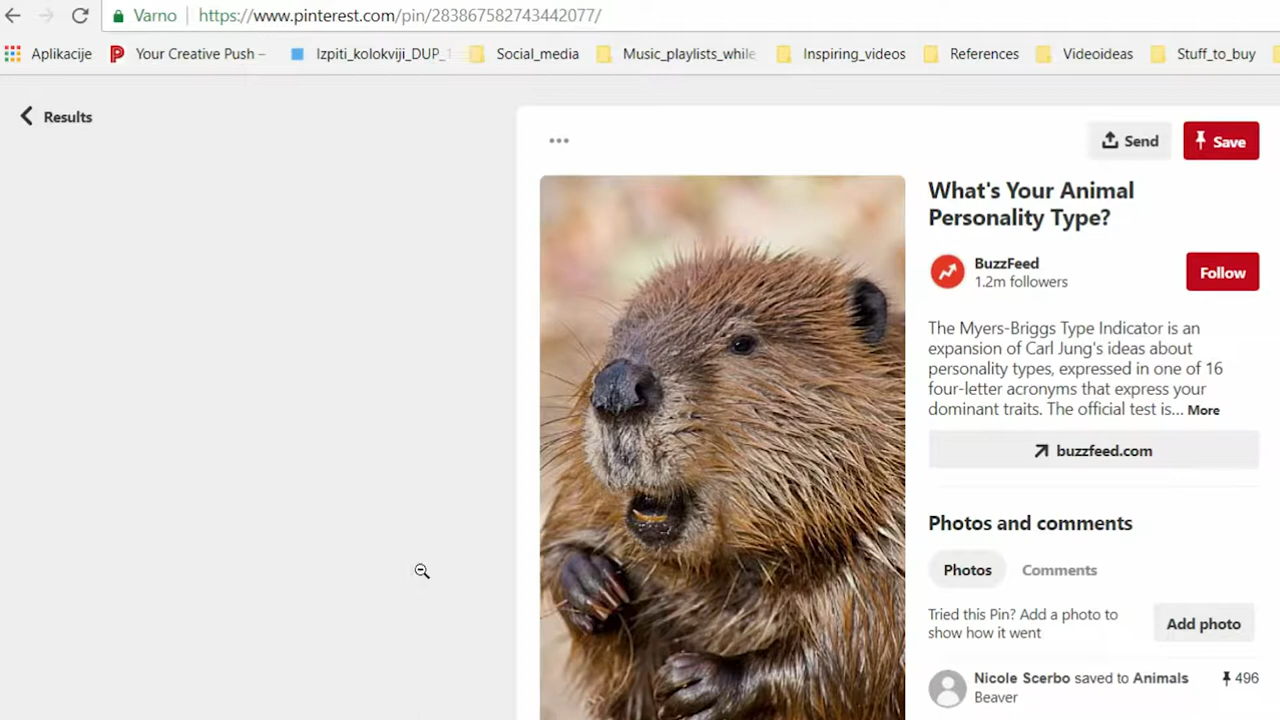 Varno https://www.pinterest.com/pin/283867582743442077/
Aplikacije Your Creative Push – Izpiti_kolokviji_DUP_1 Social_media Music_playlists_while Inspiring_videos References Videoideas Stuff_to_buy
Results
Send Save
What's Your Animal
Personality Type?
BuzzFeed
1.2m followers
Follow
The Myers-Briggs Type Indicator is an
expansion of Carl Jung's ideas about
personality types, expressed in one of 16
four-letter acronyms that express your
dominant traits. The official test is... More
buzzfeed.com
Photos and comments
Photos Comments
Tried this Pin? Add a photo to
show how it went
Add photo
Nicole Scerbo saved to Animals 496
Beaver